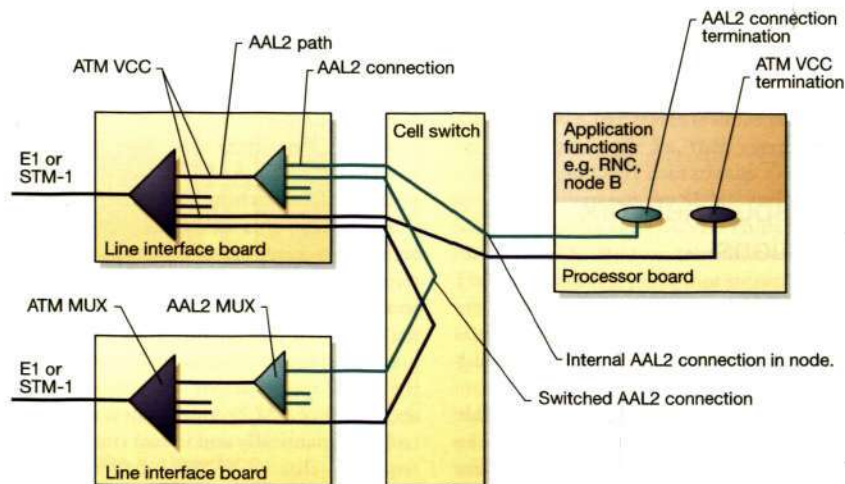 AAL2 connection
termination
AAL2 path
ATM VCC
AAL2 connection
ATM VCC
termination
Cell switch
Application
functions
e.g. RNC,
node B
E1 or
STM-1
Line interface board
Processor board
ATM MUX
AAL2 MUX
Internal AAL2 connection in node.
E1 or
STM-1
Switched AAL2 connection
Line interface board